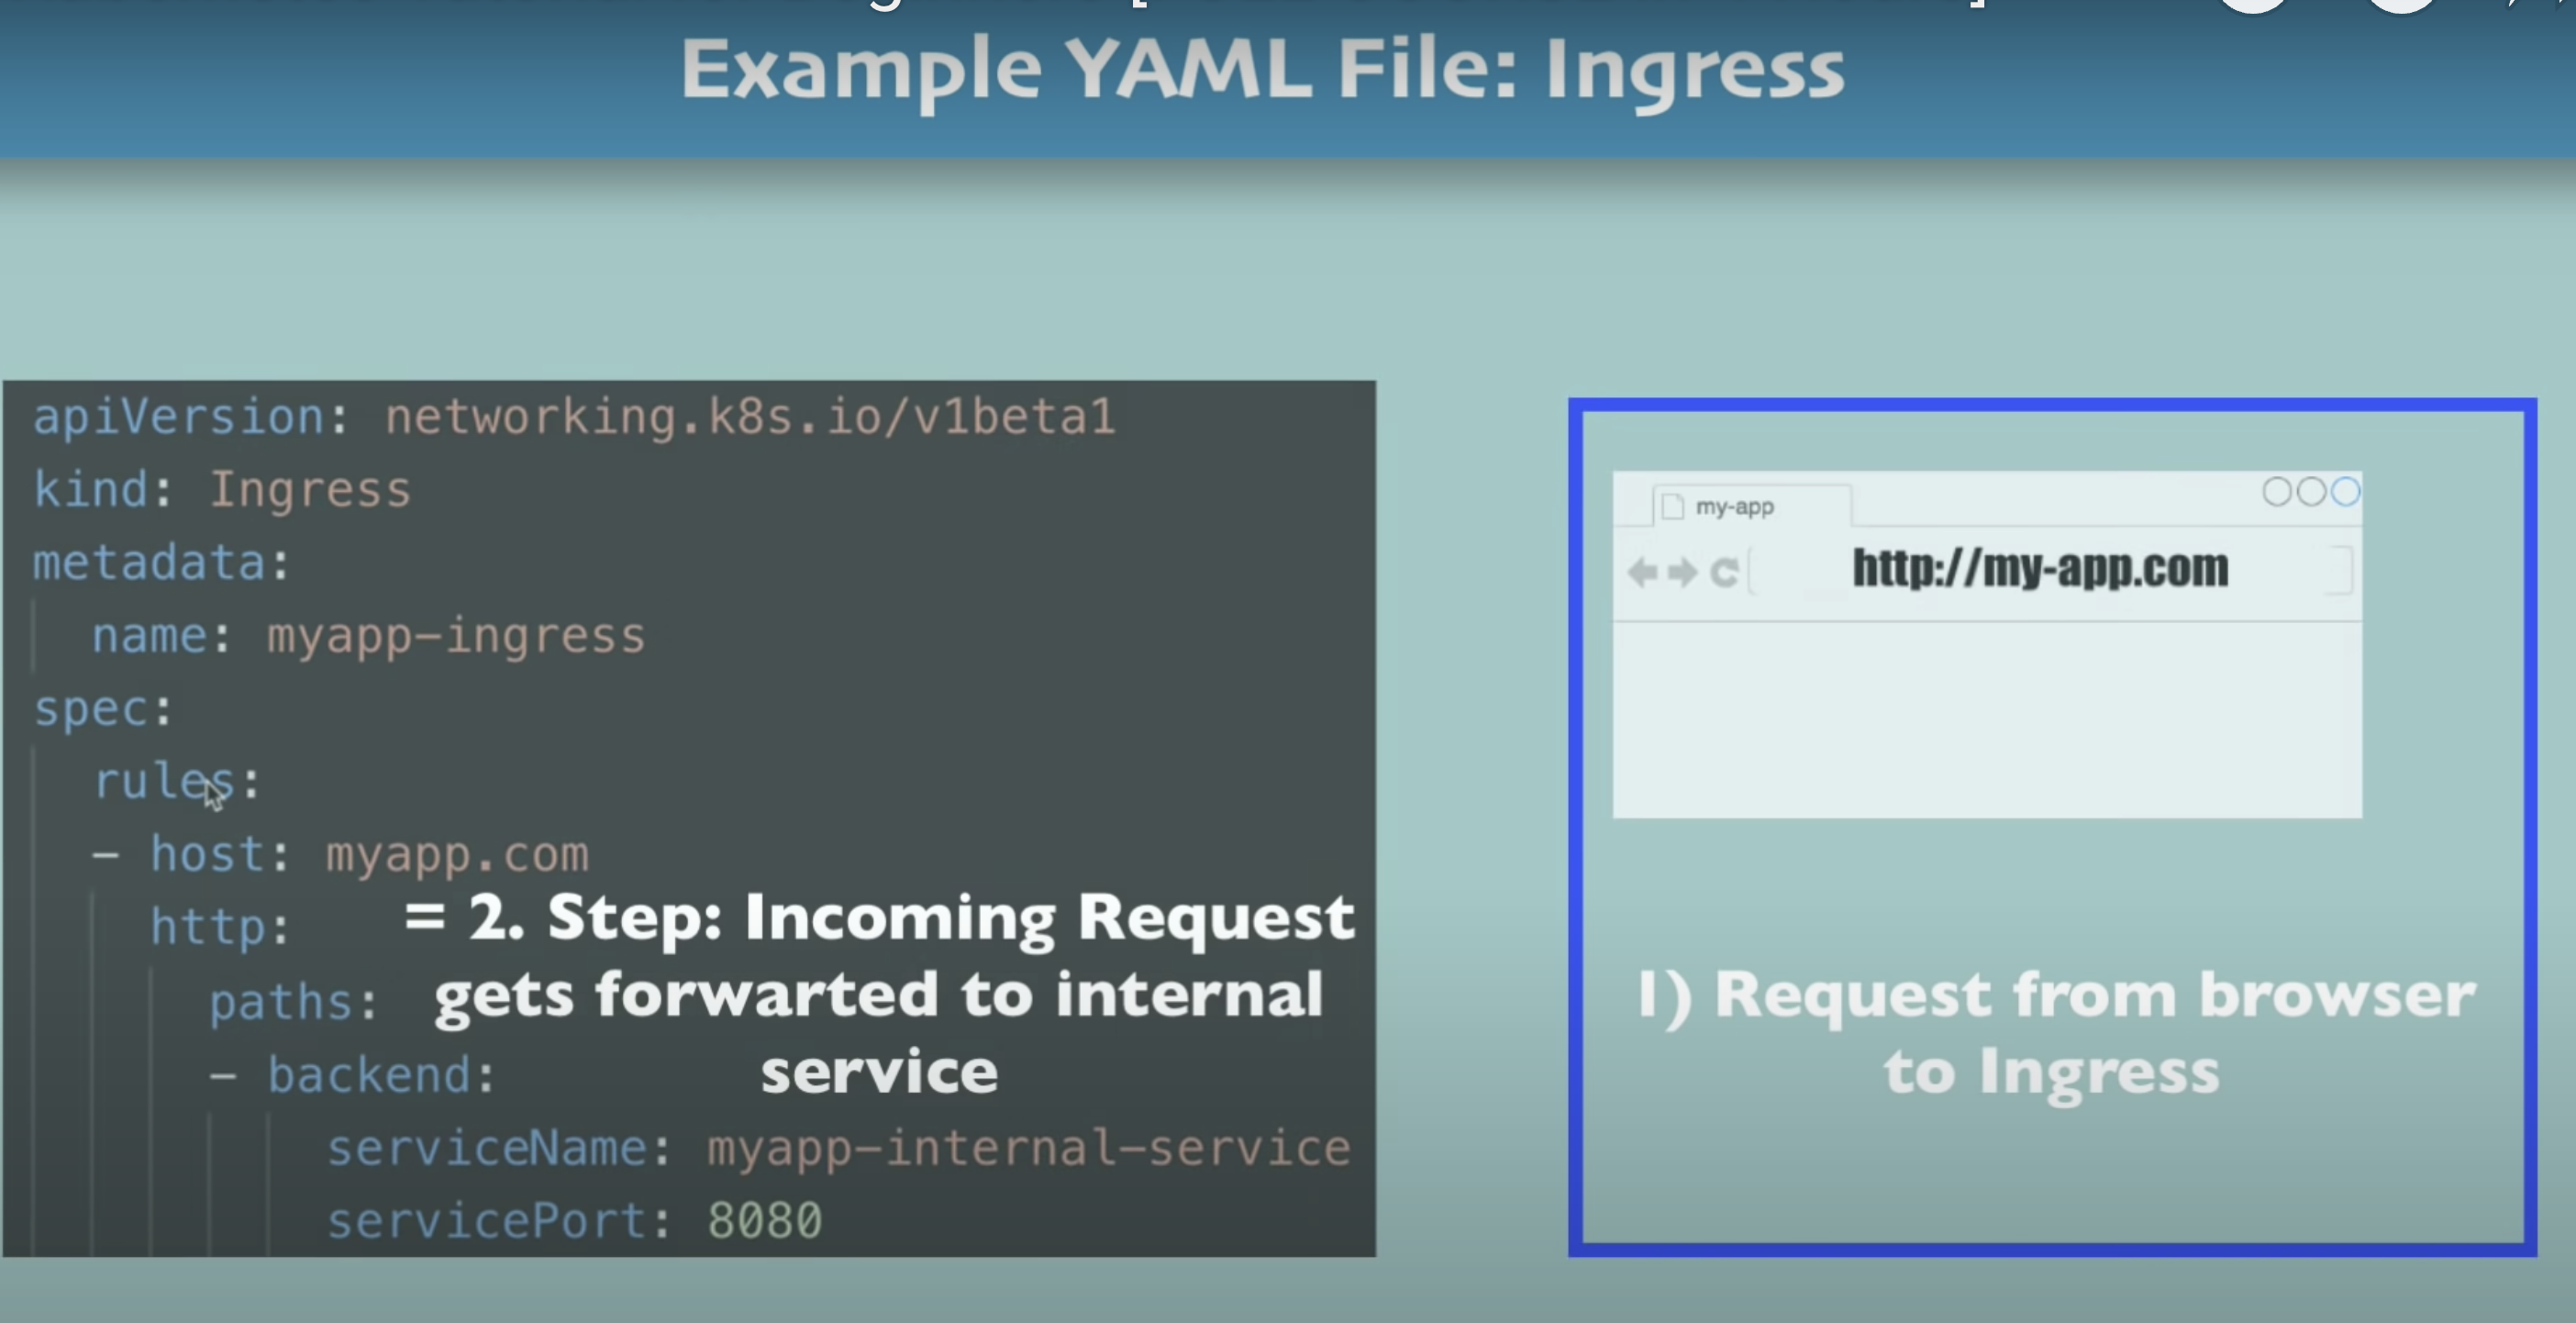 Example YAML File: Ingress
apiVersion: networking.k8s.io/v1beta1
kind: Ingress
metadata:
name: myapp-ingress
spec:
rules:
- host: myapp.com
http:
paths:
- backend:
serviceName: myapp-internal-service
servicePort: 8080
= 2. Step: Incoming Request
gets forwarted to internal
service
my-app
http://my-app.com
1) Request from browser
to Ingress